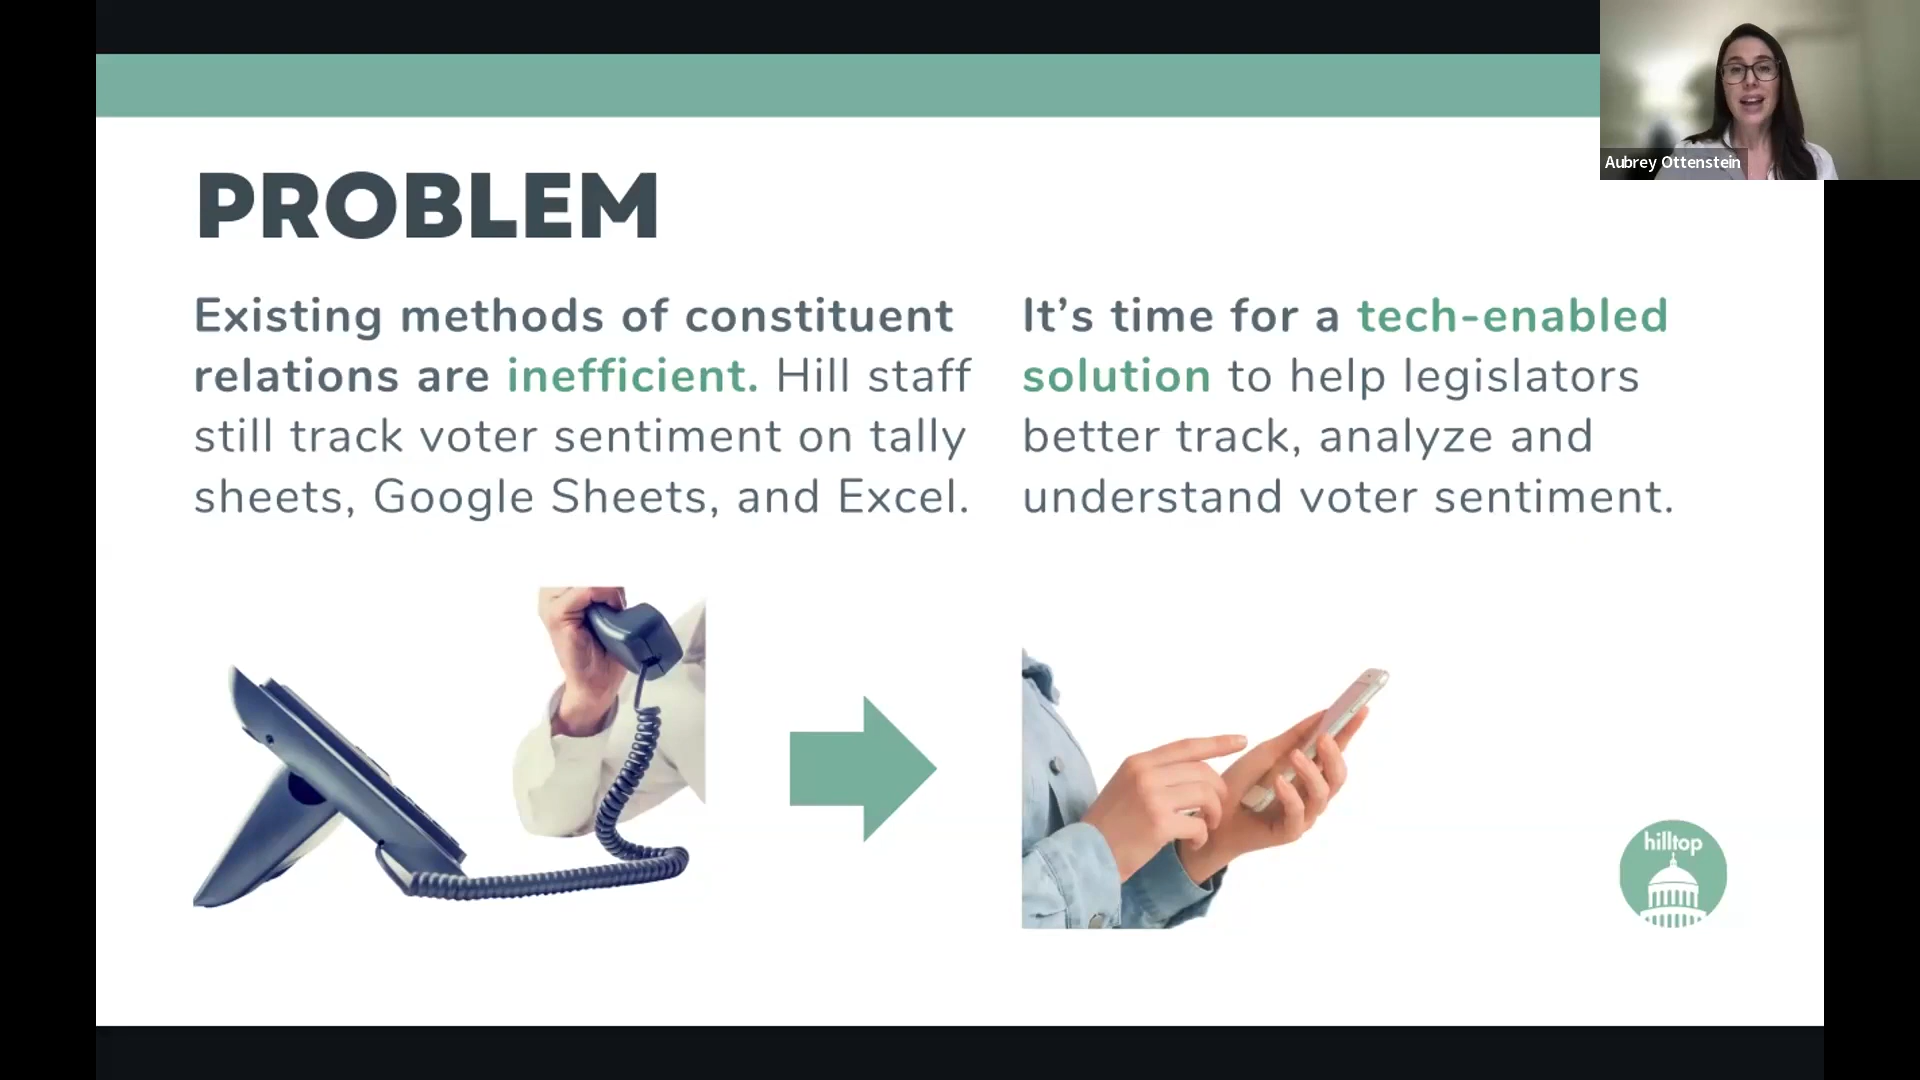 Aubrey Ottenstein
PROBLEM
Existing methods of constituent
relations are inefficient. Hill staff
still track voter sentiment on tally
sheets, Google Sheets, and Excel.
It’s time for a tech-enabled
solution to help legislators
better track, analyze and
understand voter sentiment.
hilltop